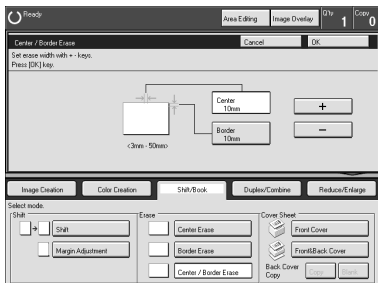 Ready
Area Editing
Image Overlay
Q'ty
1
Copy
0
Center / Border Erase
Cancel
OK
Set erase width with + - keys.
Press [OK] key.
Center
10mm
+
Border
10mm
−
<3mm - 50mm>
Image Creation
Color Creation
Shift/Book
Duplex/Combine
Reduce/Enlarge
Select mode.
Shift
Erase
Cover Sheet
Shift
Center Erase
Front Cover
Margin Adjustment
Border Erase
Front&Back Cover
Center / Border Erase
Back Cover
Copy
Copy
Blank